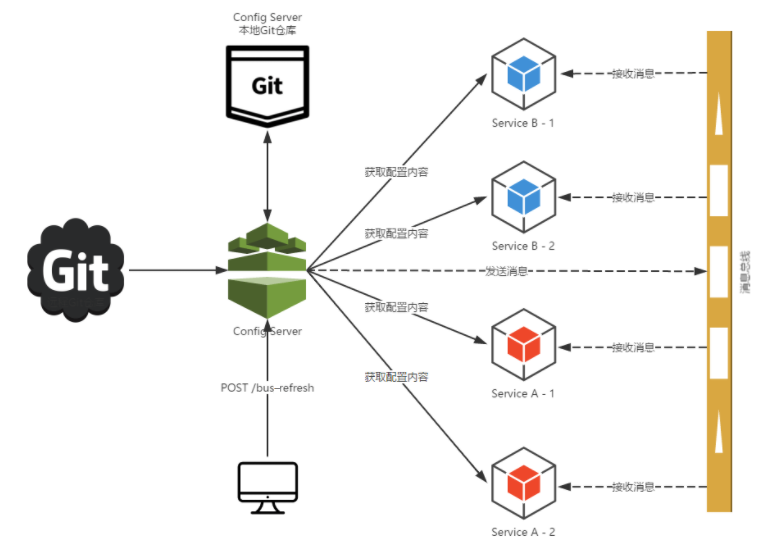 Config Server
本地Git仓库
Git
Service B - 1
接收消息
获取配置内容
Service B - 2
接收消息
获取配置内容
Git
发送消息
消息总线
Config Server
获取配置内容
Service A - 1
接收消息
获取配置内容
POST /bus-refresh
Service A - 2
接收消息